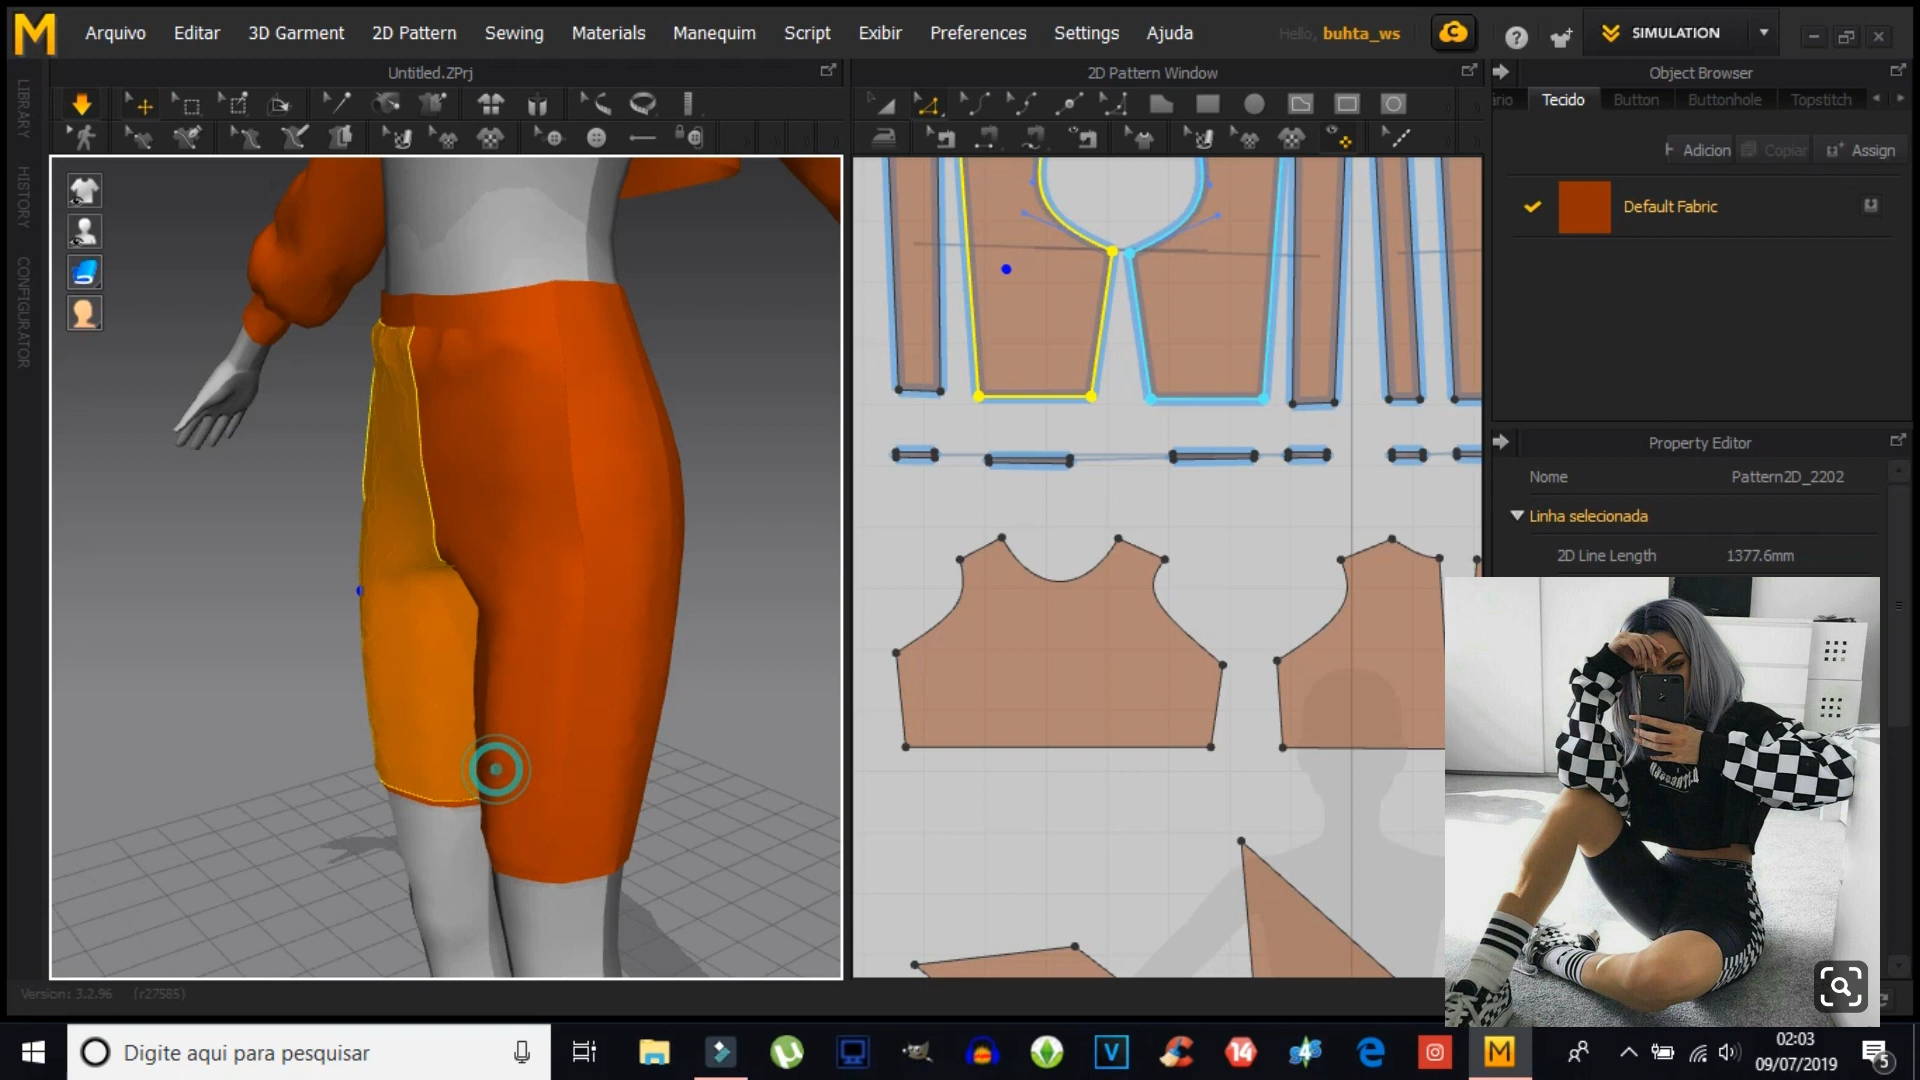 M Arquivo Editar 3D Garment 2D Pattern Sewing Materials Manequim Script Exibir Preferences Settings Ajuda Hello, buhta_ws C ? SIMULATION
Untitled.ZPrj
2D Pattern Window
Object Browser
LIBRARY
HISTORY
CONFIGURATOR
ário Tecido Button Buttonhole Topstitch
Adicion Copiar Assign
Default Fabric
Property Editor
Nome Pattern2D_2202
Linha selecionada
2D Line Length 1377.6mm
Version: 3.2.96 (r27585)
Digite aqui para pesquisar
V
14
M
02:03
09/07/2019
5